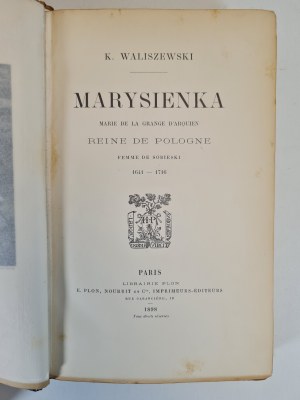 K. WALISZEWSKI
MARYSIENKA
MARIE DE LA GRANGE D'ARQUIEN
REINE DE POLOGNE
FEMME DE SOBIESKI
1641 — 1716
PARIS
LIBRAIRIE PLON
E. PLON, NOURRIT ET Cie, IMPRIMEURS-ÉDITEURS
RUE GARANCIÈRE, 10
1898
Tous droits réservés